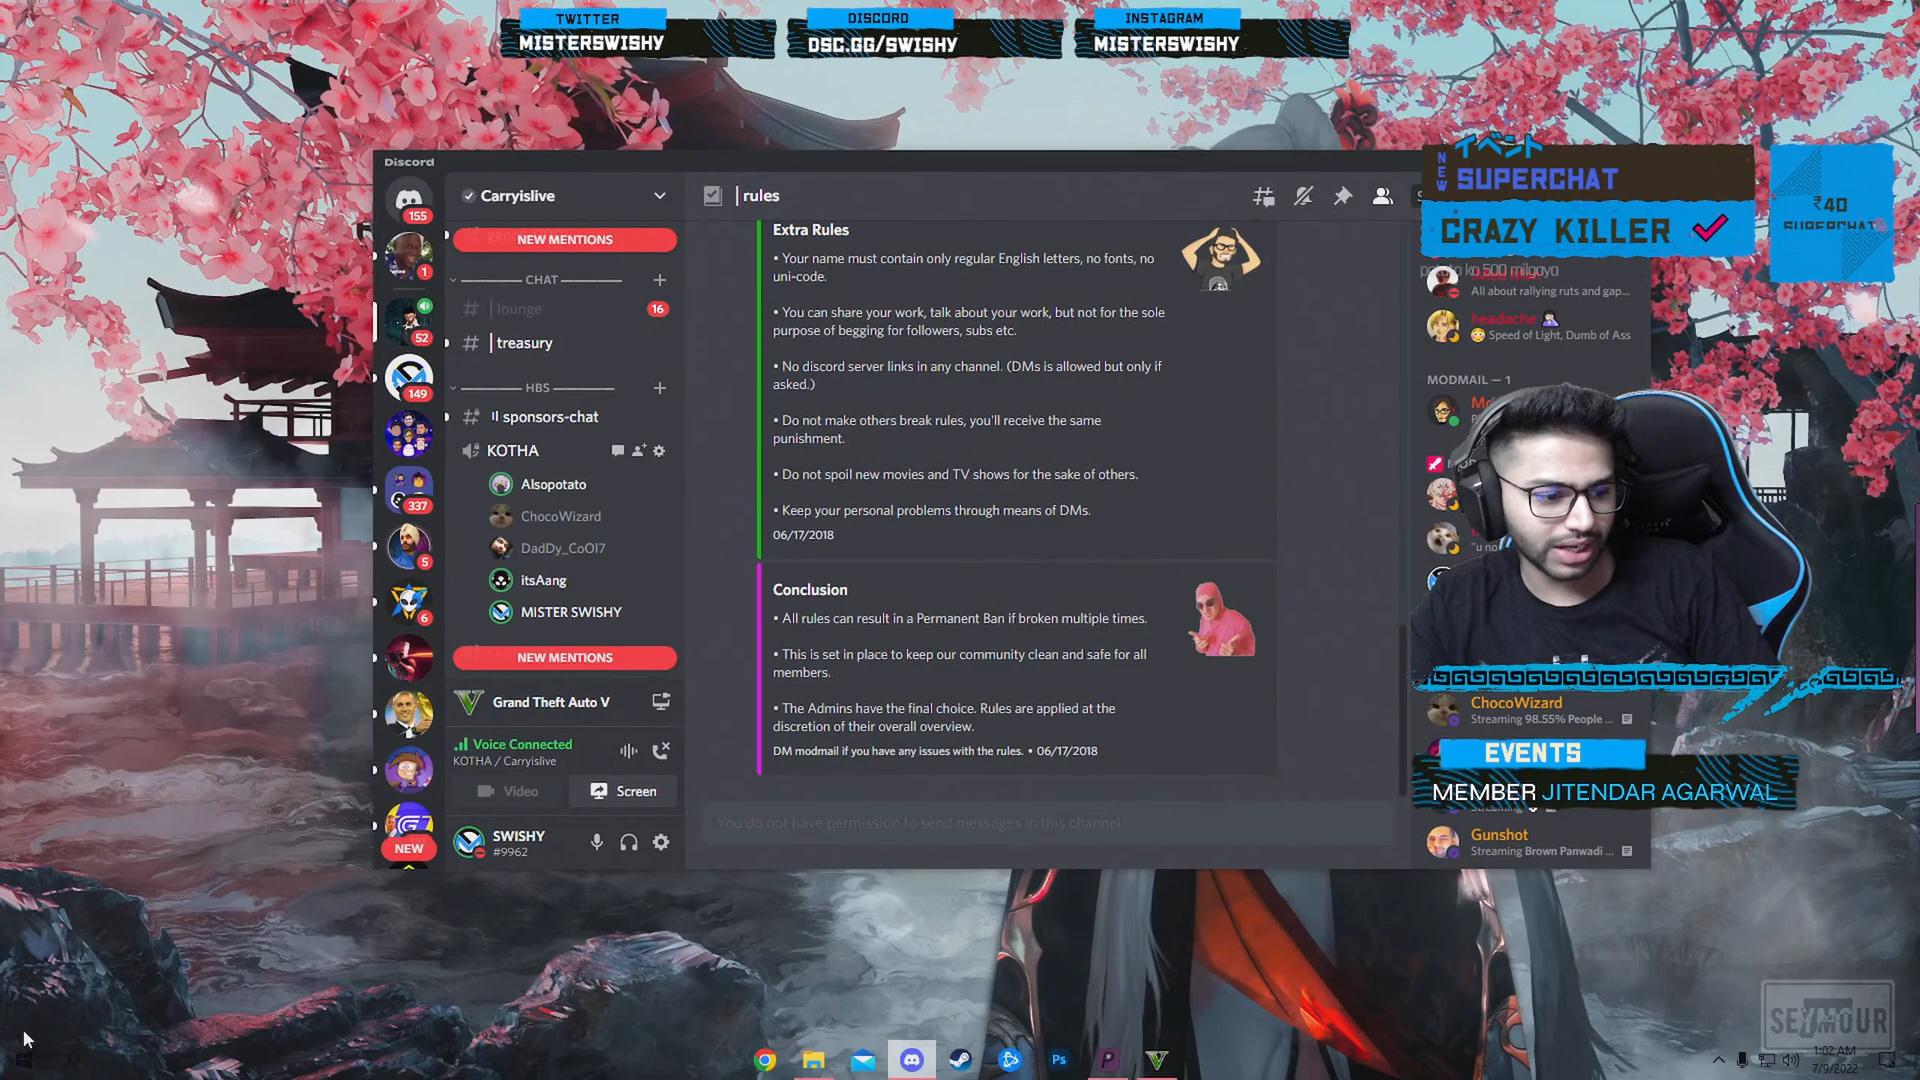 TWITTER
MISTERSWISHY
DISCORD
DSC.GG/SWISHY
INSTAGRAM
MISTERSWISHY
Discord
155
1
52
149
337
5
6
NEW
Carryislive
NEW MENTIONS
CHAT
lounge
16
treasury
HBS
sponsors-chat
KOTHA
Alsopotato
ChocoWizard
DadDy_CoOl7
itsAang
MISTER SWISHY
NEW MENTIONS
Grand Theft Auto V
Voice Connected
KOTHA / Carryislive
Video
Screen
SWISHY
#9962
rules
Extra Rules
• Your name must contain only regular English letters, no fonts, no
uni-code.
• You can share your work, talk about your work, but not for the sole
purpose of begging for followers, subs etc.
• No discord server links in any channel. (DMs is allowed but only if
asked.)
• Do not make others break rules, you'll receive the same
punishment.
• Do not spoil new movies and TV shows for the sake of others.
• Keep your personal problems through means of DMs.
06/17/2018
Conclusion
• All rules can result in a Permanent Ban if broken multiple times.
• This is set in place to keep our community clean and safe for all
members.
• The Admins have the final choice. Rules are applied at the
discretion of their overall overview.
DM modmail if you have any issues with the rules. • 06/17/2018
You do not have permission to send messages in this channel
イベント
NEW
SUPERCHAT
CRAZY KILLER
₹40
SUPERCHAT
ko 500 milgaya
All about rallying ruts and gap...
headache
Speed of Light, Dumb of Ass
MODMAIL — 1
ChocoWizard
Streaming 98.55% People ...
EVENTS
MEMBER JITENDAR AGARWAL
Gunshot
Streaming Brown Panwadi ...
SE7MOUR
Ps
1:02 AM
7/9/2022